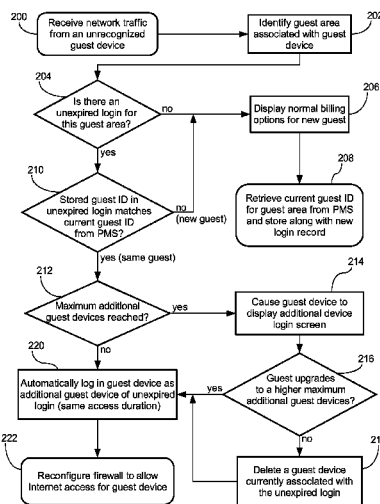 200
Receive network traffic
from an unrecognized
guest device
202
Identify guest area
associated with guest
device
204
Is there an
unexpired login for
this guest area?
no
yes
206
Display normal billing
options for new guest
208
Retrieve current guest ID
for guest area from PMS
and store along with new
login record
210
Stored guest ID in
unexpired login matches
current guest ID
from PMS?
no
(new guest)
yes (same guest)
212
Maximum additional
guest devices reached?
yes
no
214
Cause guest device to
display additional device
login screen
216
Guest upgrades
to a higher maximum
additional guest devices?
yes
no
21
Delete a guest device
currently associated with
the unexpired login
220
Automatically log in guest device as
additional guest device of unexpired
login (same access duration)
222
Reconfigure firewall to allow
Internet access for guest device